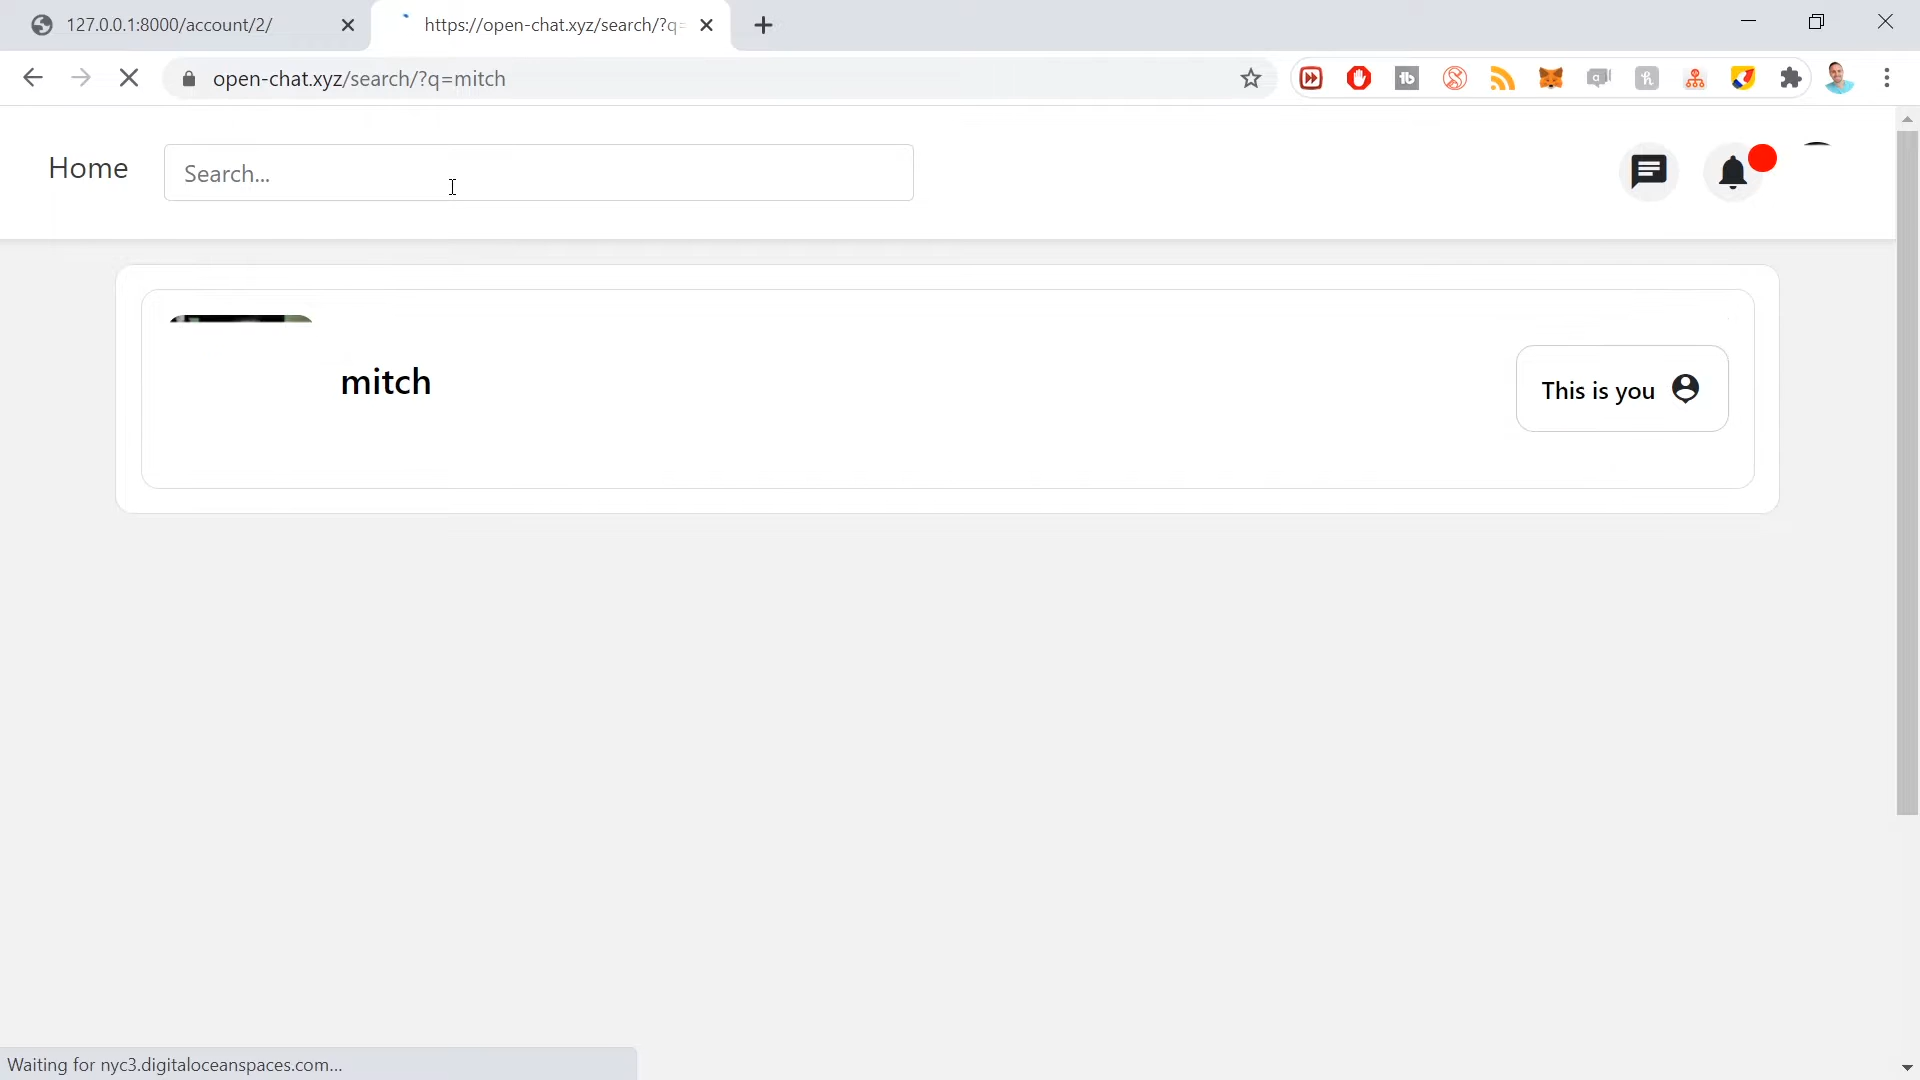 127.0.0.1:8000/account/2/
https://open-chat.xyz/search/?q=
open-chat.xyz/search/?q=mitch
Home
Search...
mitch
This is you
Waiting for nyc3.digitaloceanspaces.com...